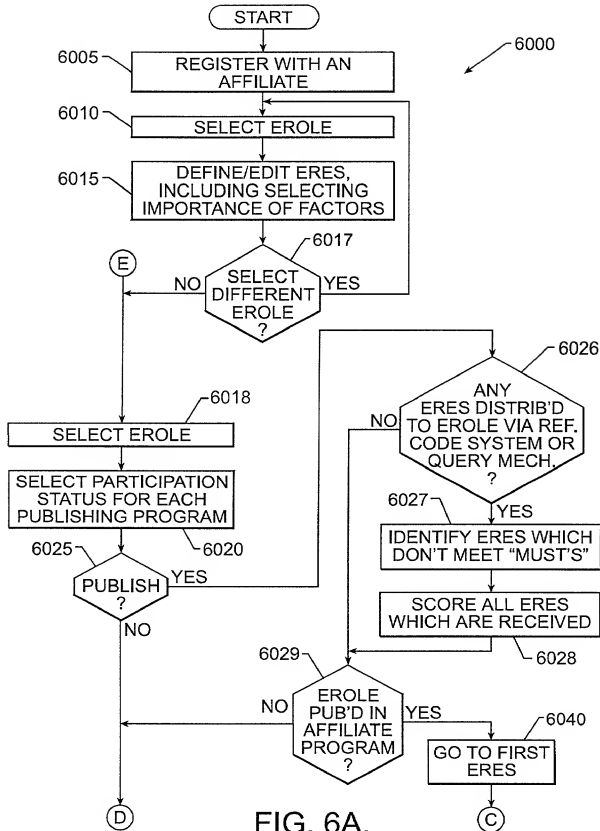 START
6000
6005
REGISTER WITH AN
AFFILIATE
6010
SELECT EROLE
6015
DEFINE/EDIT ERES,
INCLUDING SELECTING
IMPORTANCE OF FACTORS
6017
SELECT
DIFFERENT
EROLE
?
NO
YES
E
6018
SELECT EROLE
SELECT PARTICIPATION
STATUS FOR EACH
PUBLISHING PROGRAM
6020
6025
PUBLISH
?
YES
NO
6026
ANY
ERES DISTRIB'D
TO EROLE VIA REF.
CODE SYSTEM OR
QUERY MECH.
?
NO
YES
6027
IDENTIFY ERES WHICH
DON'T MEET "MUST'S"
SCORE ALL ERES
WHICH ARE RECEIVED
6028
6029
EROLE
PUB'D IN
AFFILIATE
PROGRAM
?
NO
YES
6040
GO TO FIRST
ERES
D
C
FIG. 6A.